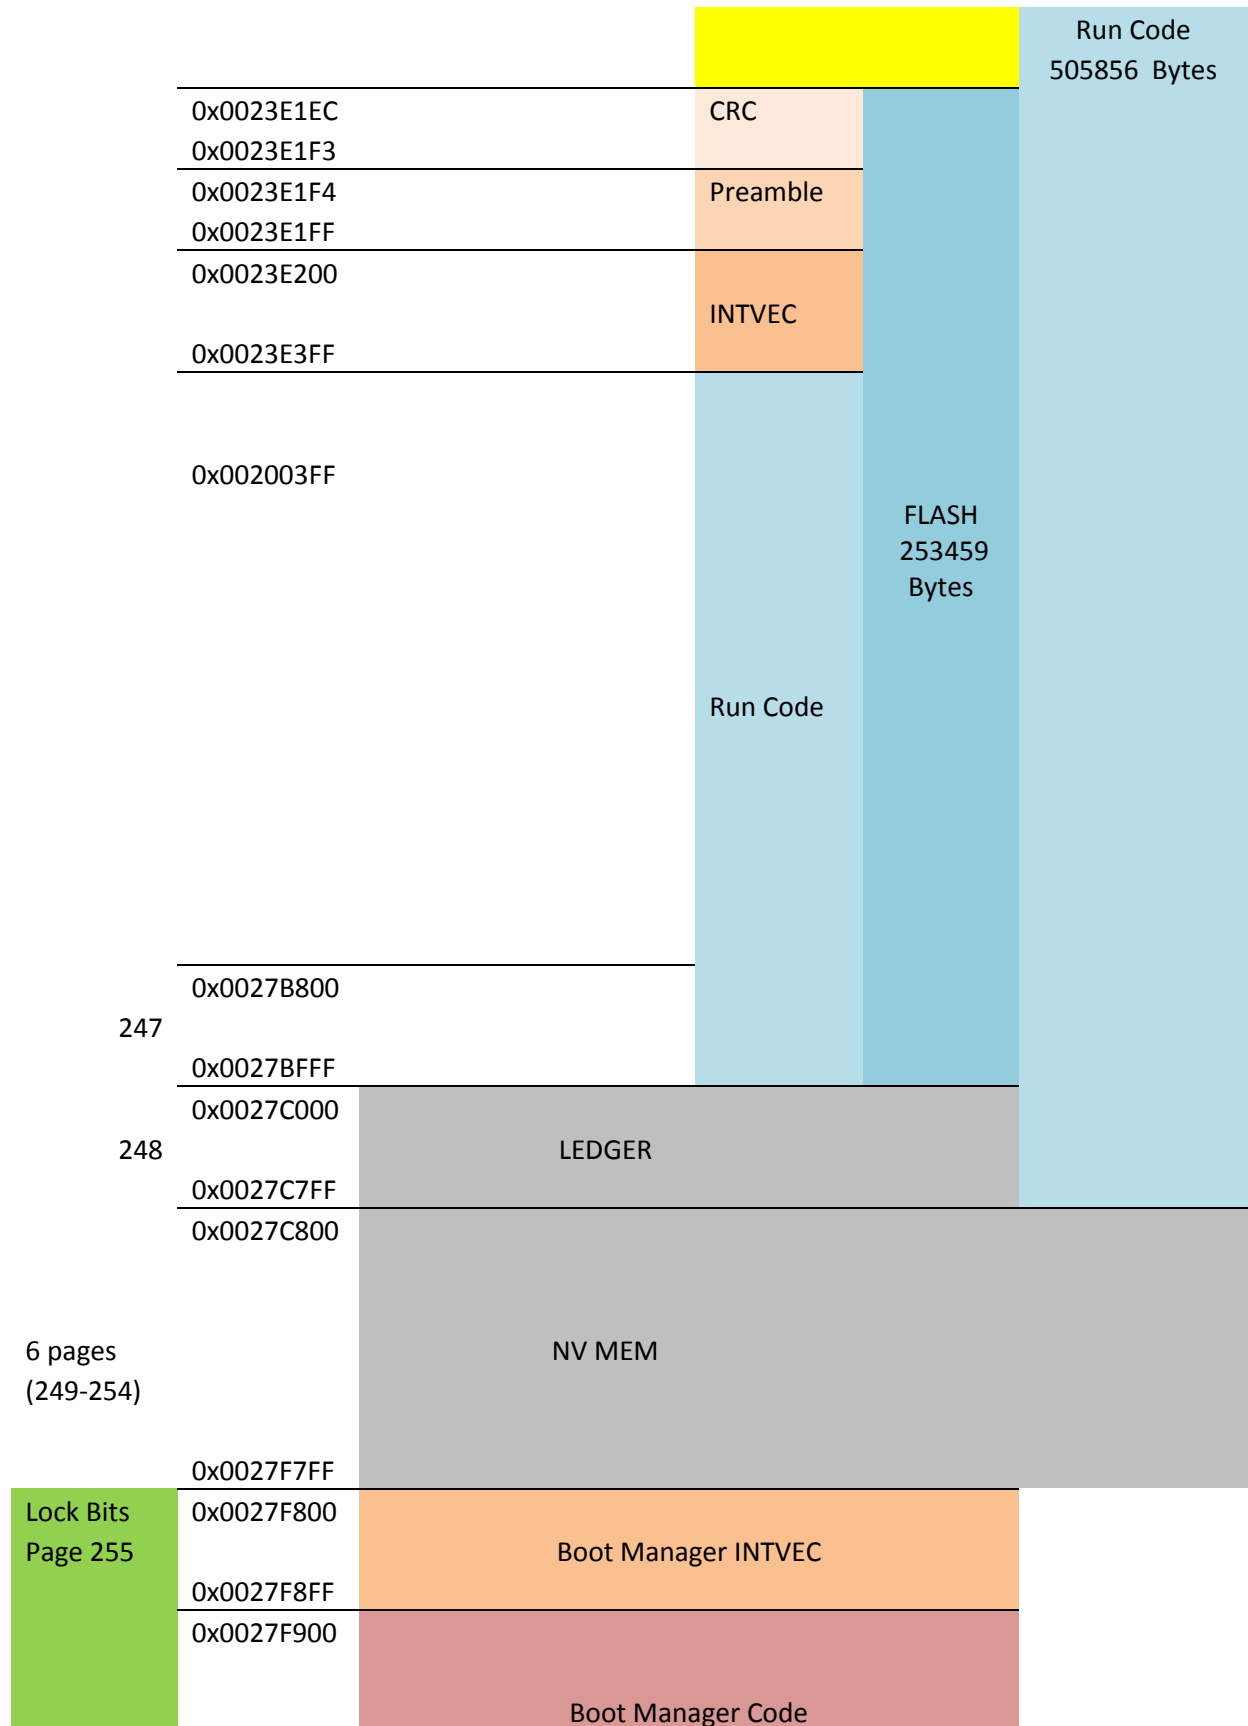 Run Code
505856 Bytes
0x0023E1EC
CRC
0x0023E1F3
0x0023E1F4
Preamble
0x0023E1FF
0x0023E200
INTVEC
0x0023E3FF
0x002003FF
FLASH
253459
Bytes
Run Code
0x0027B800
247
0x0027BFFF
0x0027C000
248
LEDGER
0x0027C7FF
0x0027C800
6 pages
(249-254)
NV MEM
0x0027F7FF
Lock Bits
Page 255
0x0027F800
Boot Manager INTVEC
0x0027F8FF
0x0027F900
Boot Manager Code